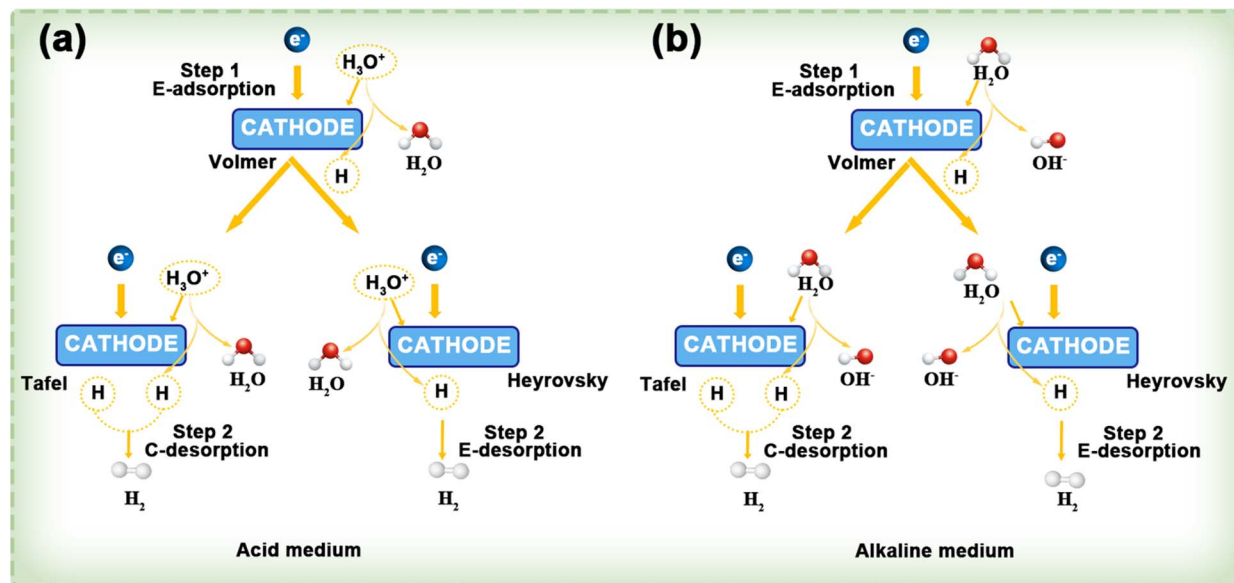 (a)
e-
H3O+
Step 1
E-adsorption
CATHODE
Volmer
H
H2O
e-
H3O+
CATHODE
H2O
Tafel
H
H
Step 2
C-desorption
H2
H3O+
e-
CATHODE
H2O
Heyrovsky
H
Step 2
E-desorption
H2
Acid medium
(b)
e-
H2O
Step 1
E-adsorption
CATHODE
Volmer
H
OH-
e-
H2O
CATHODE
OH-
Tafel
H
H
Step 2
C-desorption
H2
H2O
e-
CATHODE
OH-
Heyrovsky
H
Step 2
E-desorption
H2
Alkaline medium